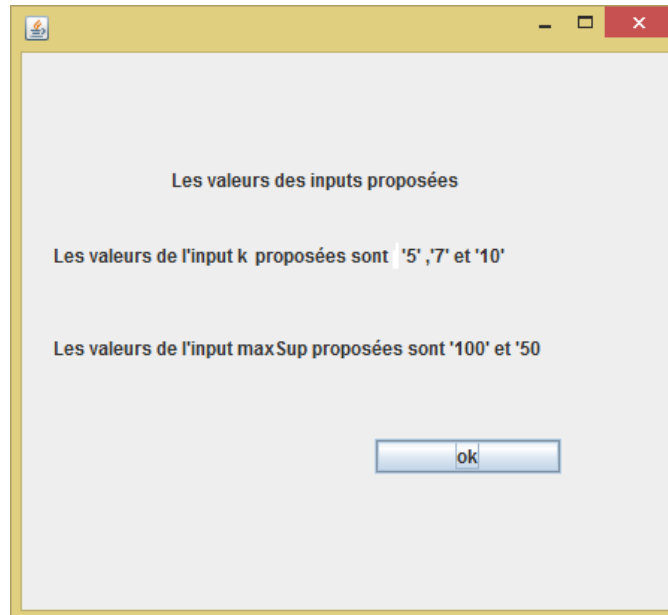 Les valeurs des inputs proposées
Les valeurs de l'input k proposées sont '5' ,'7' et '10'
Les valeurs de l'input maxSup proposées sont '100' et '50
ok